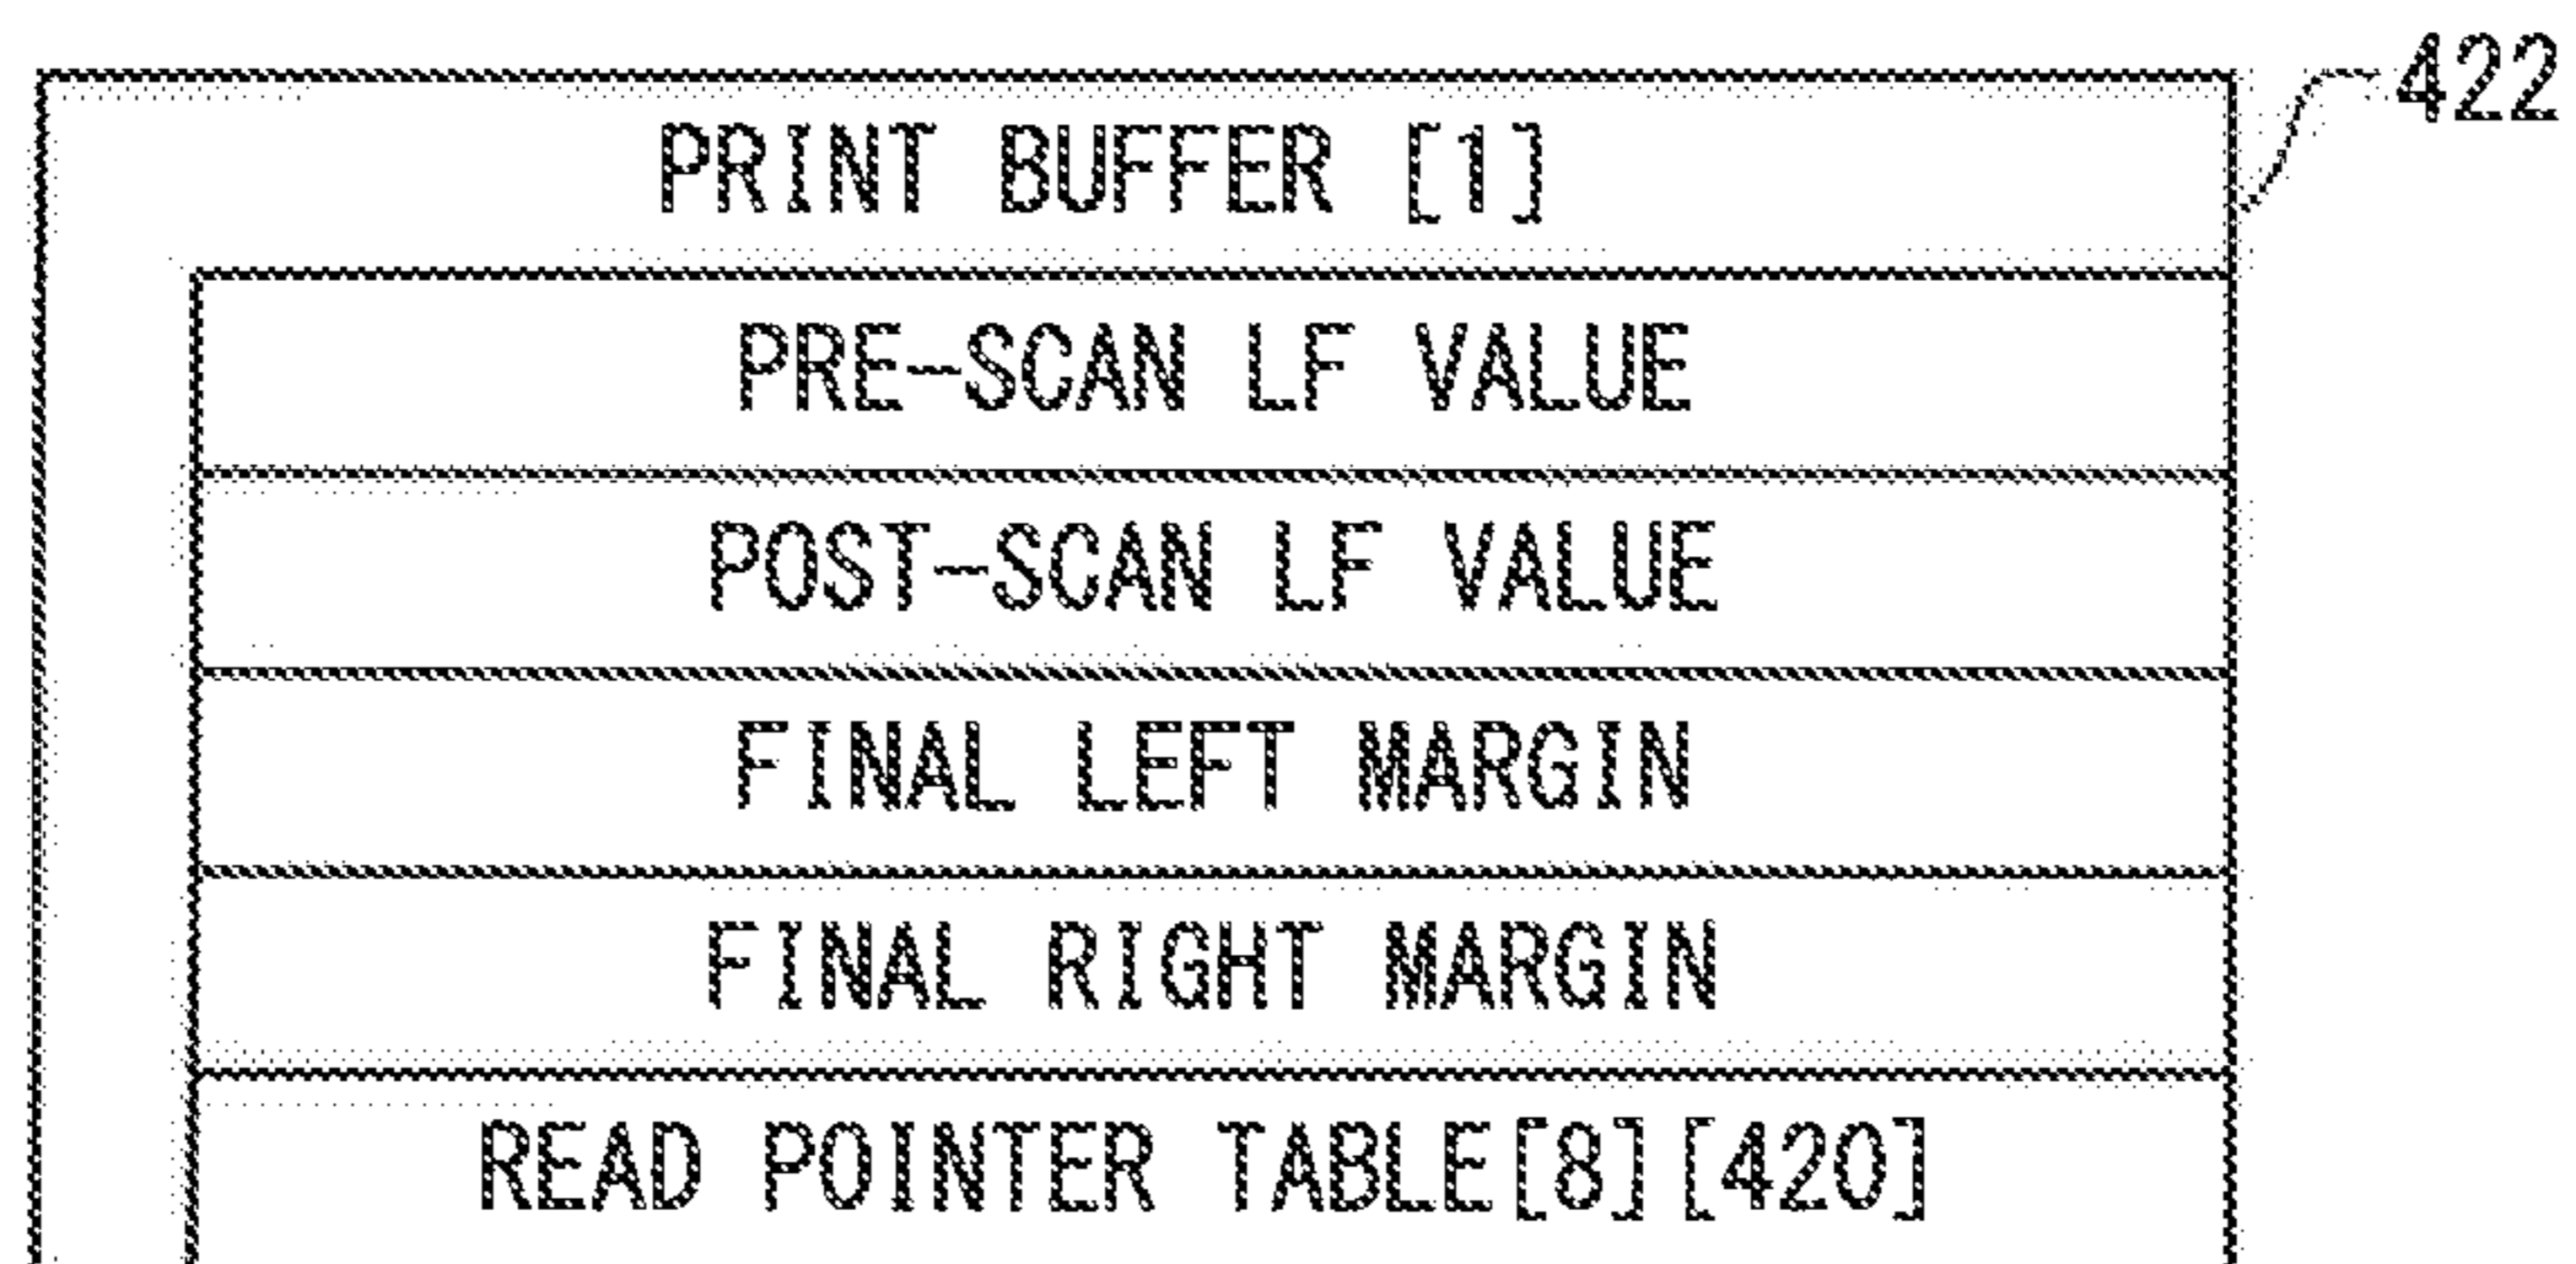 422
PRINT BUFFER [1]
PRE-SCAN LF VALUE
POST-SCAN LF VALUE
FINAL LEFT MARGIN
FINAL RIGHT MARGIN
READ POINTER TABLE[8][420]